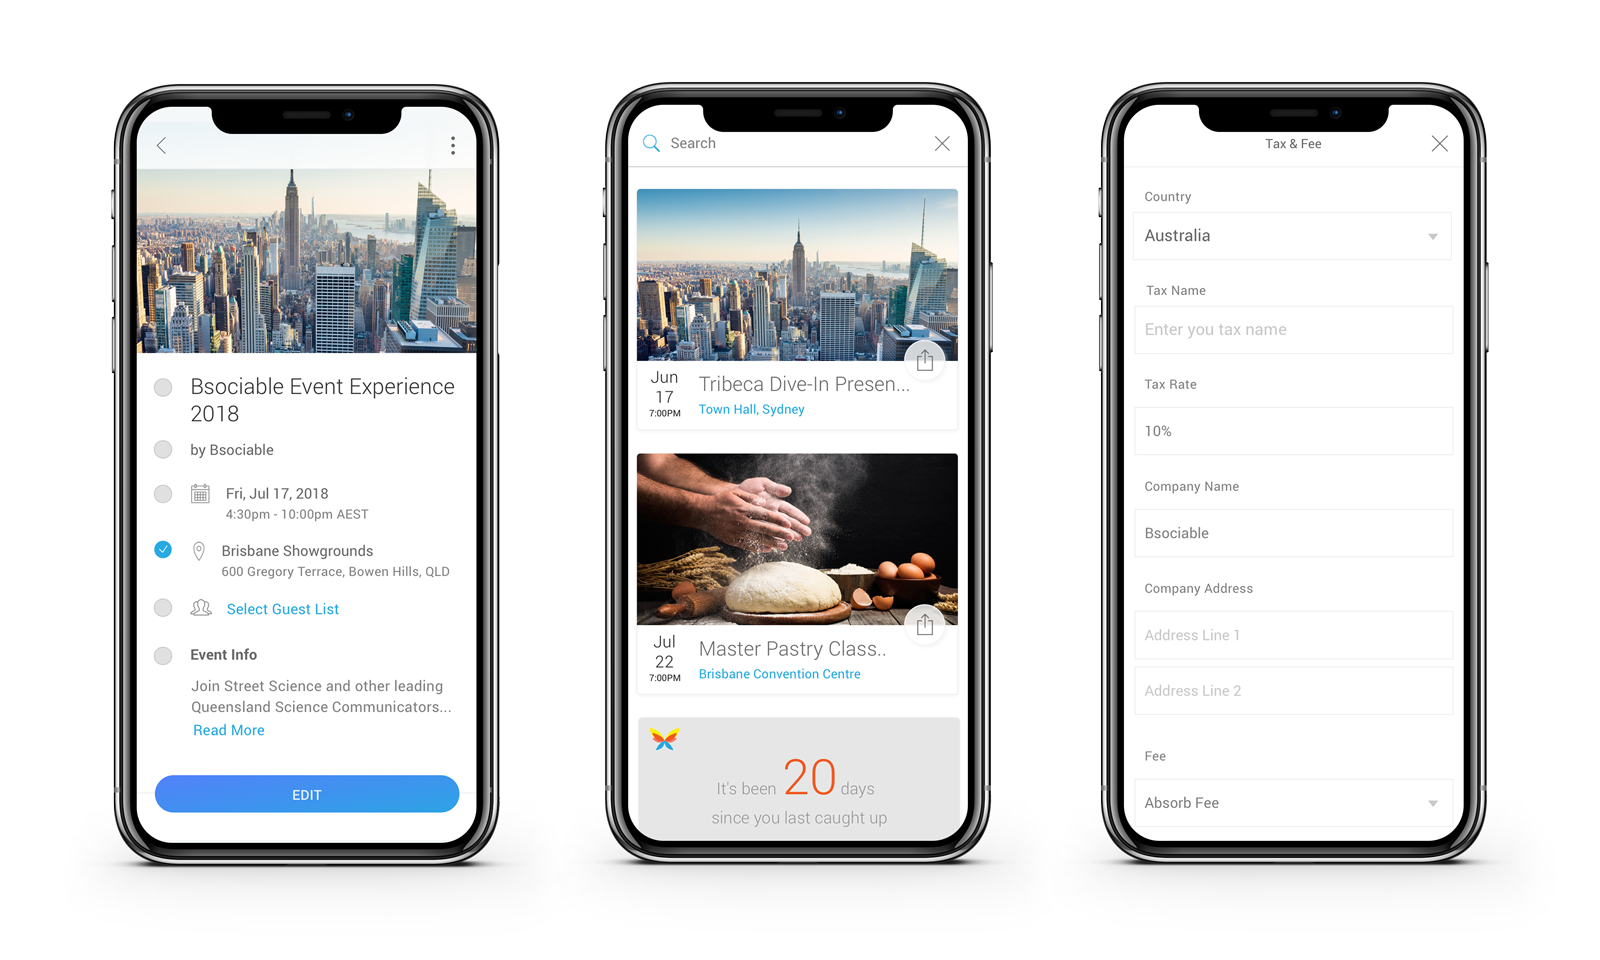 Bsociable Event Experience
2018
by Bsociable
Fri, Jul 17, 2018
4:30pm - 10:00pm AEST
Brisbane Showgrounds
600 Gregory Terrace, Bowen Hills, QLD
Select Guest List
Event Info
Join Street Science and other leading
Queensland Science Communicators...
Read More
EDIT
Search
Jun
17
7:00PM
Tribeca Dive-In Presen...
Town Hall, Sydney
Jul
22
7:00PM
Master Pastry Class..
Brisbane Convention Centre
It's been 20 days
since you last caught up
Tax & Fee
Country
Australia
Tax Name
Enter you tax name
Tax Rate
10%
Company Name
Bsociable
Company Address
Address Line 1
Address Line 2
Fee
Absorb Fee